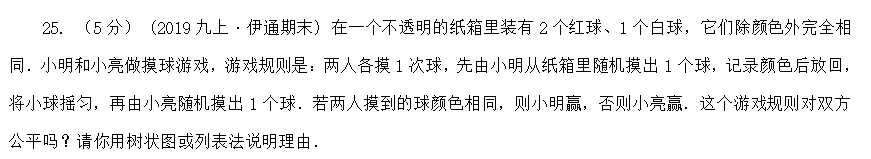 25. （5分）(2019九上·伊通期末) 在一个不透明的纸箱里装有2个红球、1个白球，它们除颜色外完全相
同．小明和小亮做摸球游戏，游戏规则是：两人各摸1次球，先由小明从纸箱里随机摸出1个球，记录颜色后放回，
将小球摇匀，再由小亮随机摸出1个球．若两人摸到的球颜色相同，则小明赢，否则小亮赢．这个游戏规则对双方
公平吗？请你用树状图或列表法说明理由．